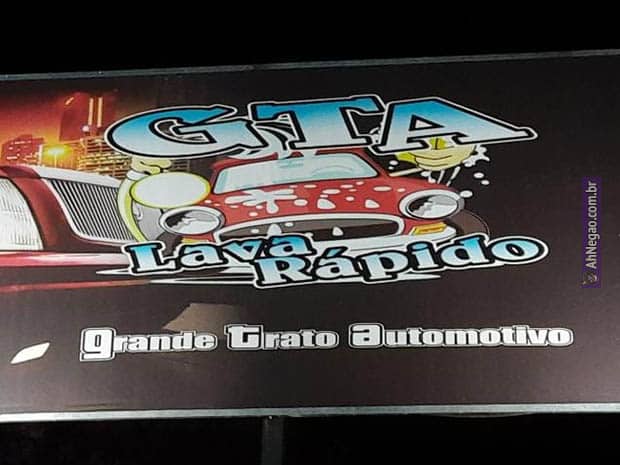 GTA
Lava
Rápido
grande trato automotivo
AhNegao.com.br